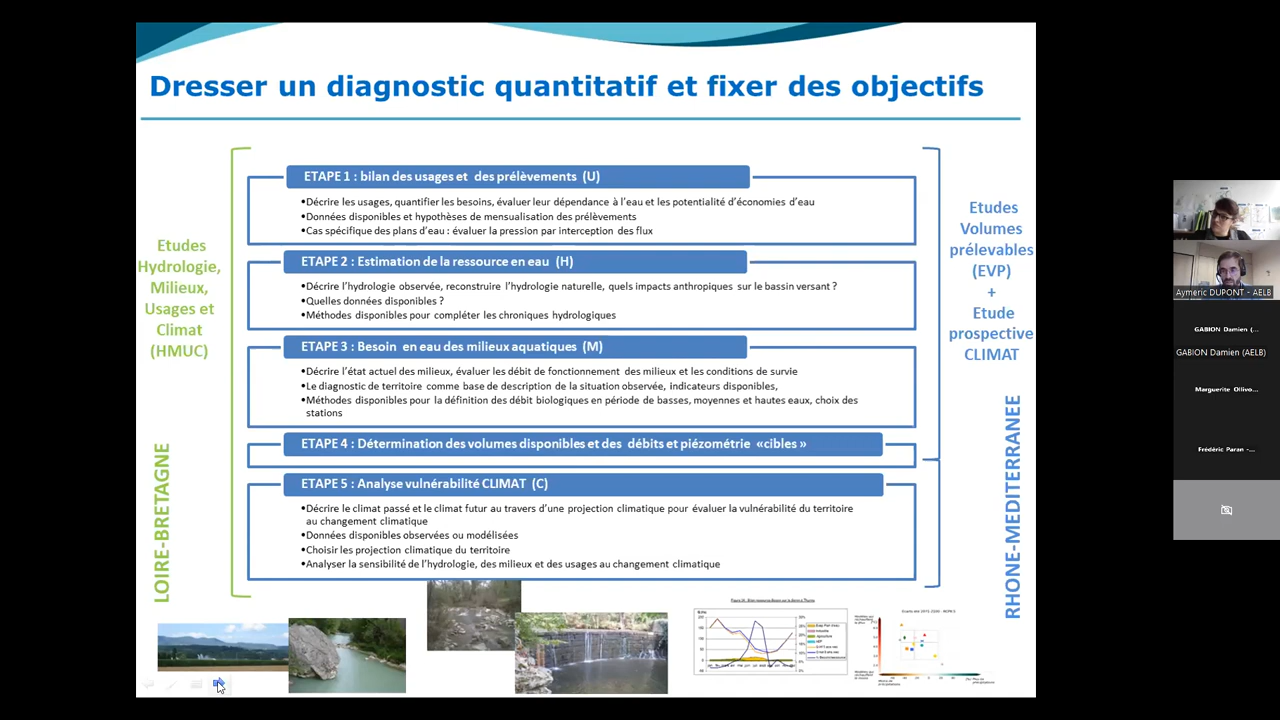 Dresser un diagnostic quantitatif et fixer des objectifs
Etudes
Hydrologie,
Milieux,
Usages et
Climat
(HMUC)
LOIRE-BRETAGNE
ETAPE 1 : bilan des usages et des prélèvements (U)
•Décrire les usages, quantifier les besoins, évaluer leur dépendance à l'eau et les potentialité d'économies d'eau
•Données disponibles et hypothèses de mensualisation des prélèvements
•Cas spécifique des plans d'eau : évaluer la pression par interception des flux
ETAPE 2 : Estimation de la ressource en eau (H)
•Décrire l'hydrologie observée, reconstruire l'hydrologie naturelle, quels impacts anthropiques sur le bassin versant ?
•Quelles données disponibles ?
•Méthodes disponibles pour compléter les chroniques hydrologiques
ETAPE 3 : Besoin en eau des milieux aquatiques (M)
•Décrire l'état actuel des milieux, évaluer les débit de fonctionnement des milieux et les conditions de survie
•Le diagnostic de territoire comme base de description de la situation observée, indicateurs disponibles,
•Méthodes disponibles pour la définition des débit biologiques en période de basses, moyennes et hautes eaux, choix des
stations
ETAPE 4 : Détermination des volumes disponibles et des débits et piézométrie «cibles »
ETAPE 5 : Analyse vulnérabilité CLIMAT (C)
•Décrire le climat passé et le climat futur au travers d'une projection climatique pour évaluer la vulnérabilité du territoire
au changement climatique
•Données disponibles observées ou modélisées
•Choisir les projection climatique du territoire
•Analyser la sensibilité de l'hydrologie, des milieux et des usages au changement climatique
Etudes
Volumes
prélevables
(EVP)
+
Etude
prospective
CLIMAT
RHONE-MEDITERRANEE
Aymeric DUPONT - AELB
GABION Damien (...
GABION Damien (AELB)
Marguerite Ollivo...
Frédéric Paran -...